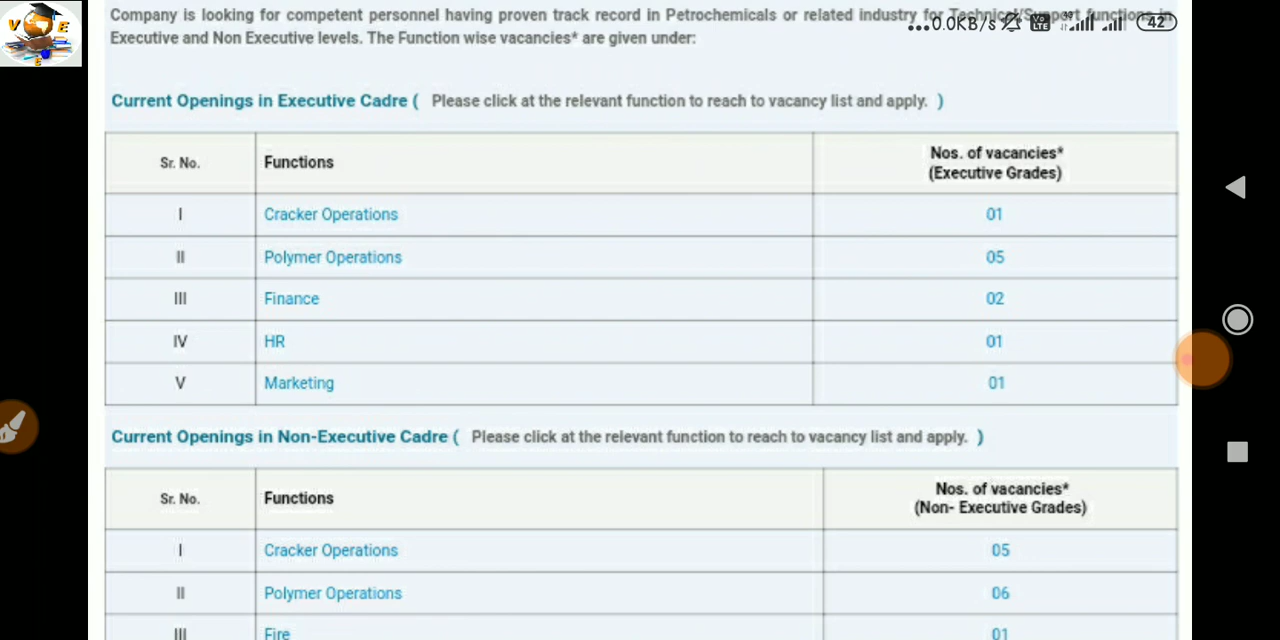 V E
E
0.0KB/s 42
Company is looking for competent personnel having proven track record in Petrochemicals or related industry for Technical/Support functions in
Executive and Non Executive levels. The Function wise vacancies* are given under:
Current Openings in Executive Cadre ( Please click at the relevant function to reach to vacancy list and apply. )
Sr. No. Functions Nos. of vacancies*
(Executive Grades)
I Cracker Operations 01
II Polymer Operations 05
III Finance 02
IV HR 01
V Marketing 01
Current Openings in Non-Executive Cadre ( Please click at the relevant function to reach to vacancy list and apply. )
Sr. No. Functions Nos. of vacancies*
(Non- Executive Grades)
I Cracker Operations 05
II Polymer Operations 06
III Fire 01